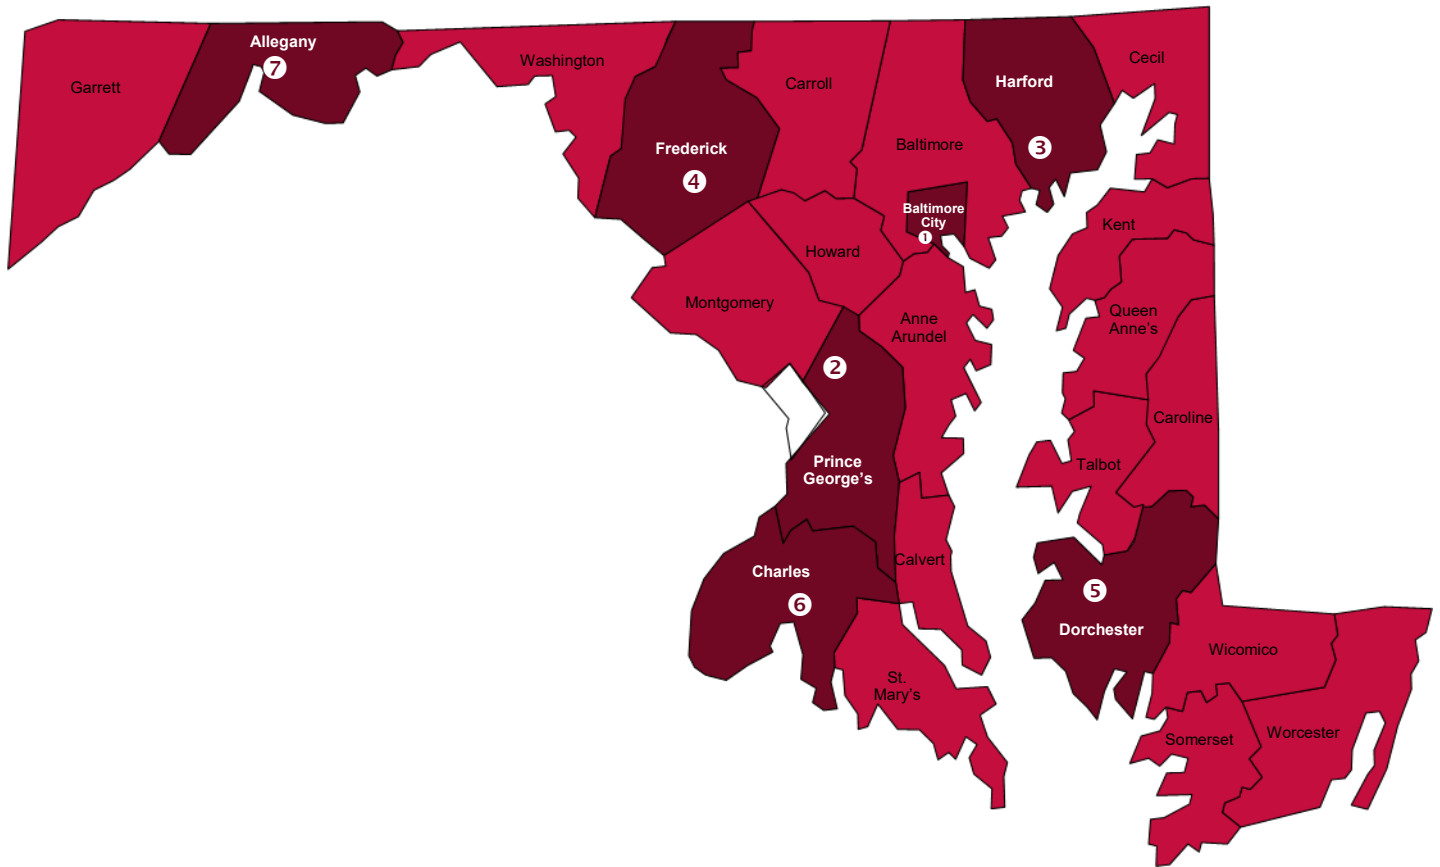 Garrett
Allegany
7
Washington
Frederick
4
Carroll
Baltimore
Harford
3
Cecil
Baltimore
City
1
Howard
Montgomery
Kent
Queen
Anne’s
Anne
Arundel
2
Prince
George’s
Caroline
Talbot
Calvert
Charles
6
5
Dorchester
St.
Mary’s
Wicomico
Somerset
Worcester